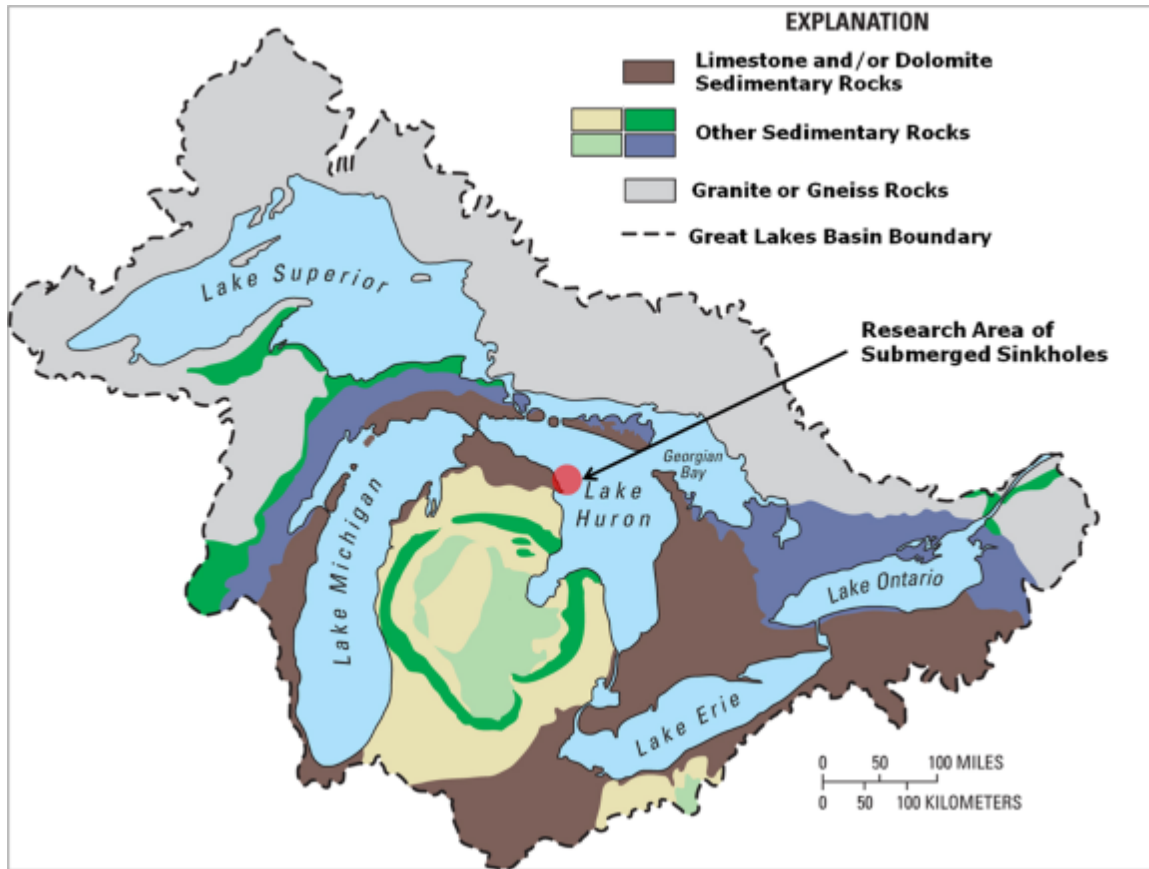 EXPLANATION
Limestone and/or Dolomite
Sedimentary Rocks
Other Sedimentary Rocks
Granite or Gneiss Rocks
Great Lakes Basin Boundary
Lake Superior
Research Area of
Submerged Sinkholes
Georgian
Bay
Lake
Huron
Lake Michigan
Lake Ontario
Lake Erie
0 50 100 MILES
0 50 100 KILOMETERS